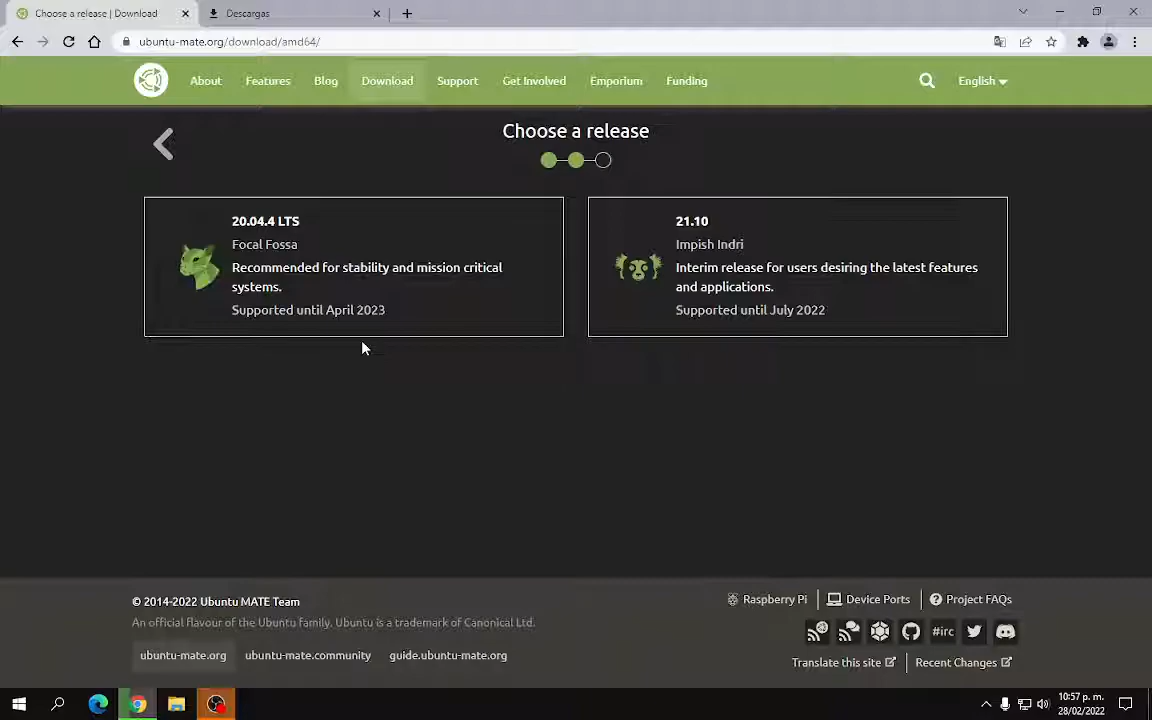 Choose a release | Download
Descargas
ubuntu-mate.org/download/amd64/
About
Features
Blog
Download
Support
Get Involved
Emporium
Funding
English
Choose a release
20.04.4 LTS
Focal Fossa
Recommended for stability and mission critical
systems.
Supported until April 2023
21.10
Impish Indri
Interim release for users desiring the latest features
and applications.
Supported until July 2022
© 2014-2022 Ubuntu MATE Team
An official flavour of the Ubuntu family. Ubuntu is a trademark of Canonical Ltd.
ubuntu-mate.org
ubuntu-mate.community
guide.ubuntu-mate.org
Raspberry Pi
Device Ports
Project FAQs
#irc
Translate this site
Recent Changes
10:57 p. m.
28/02/2022